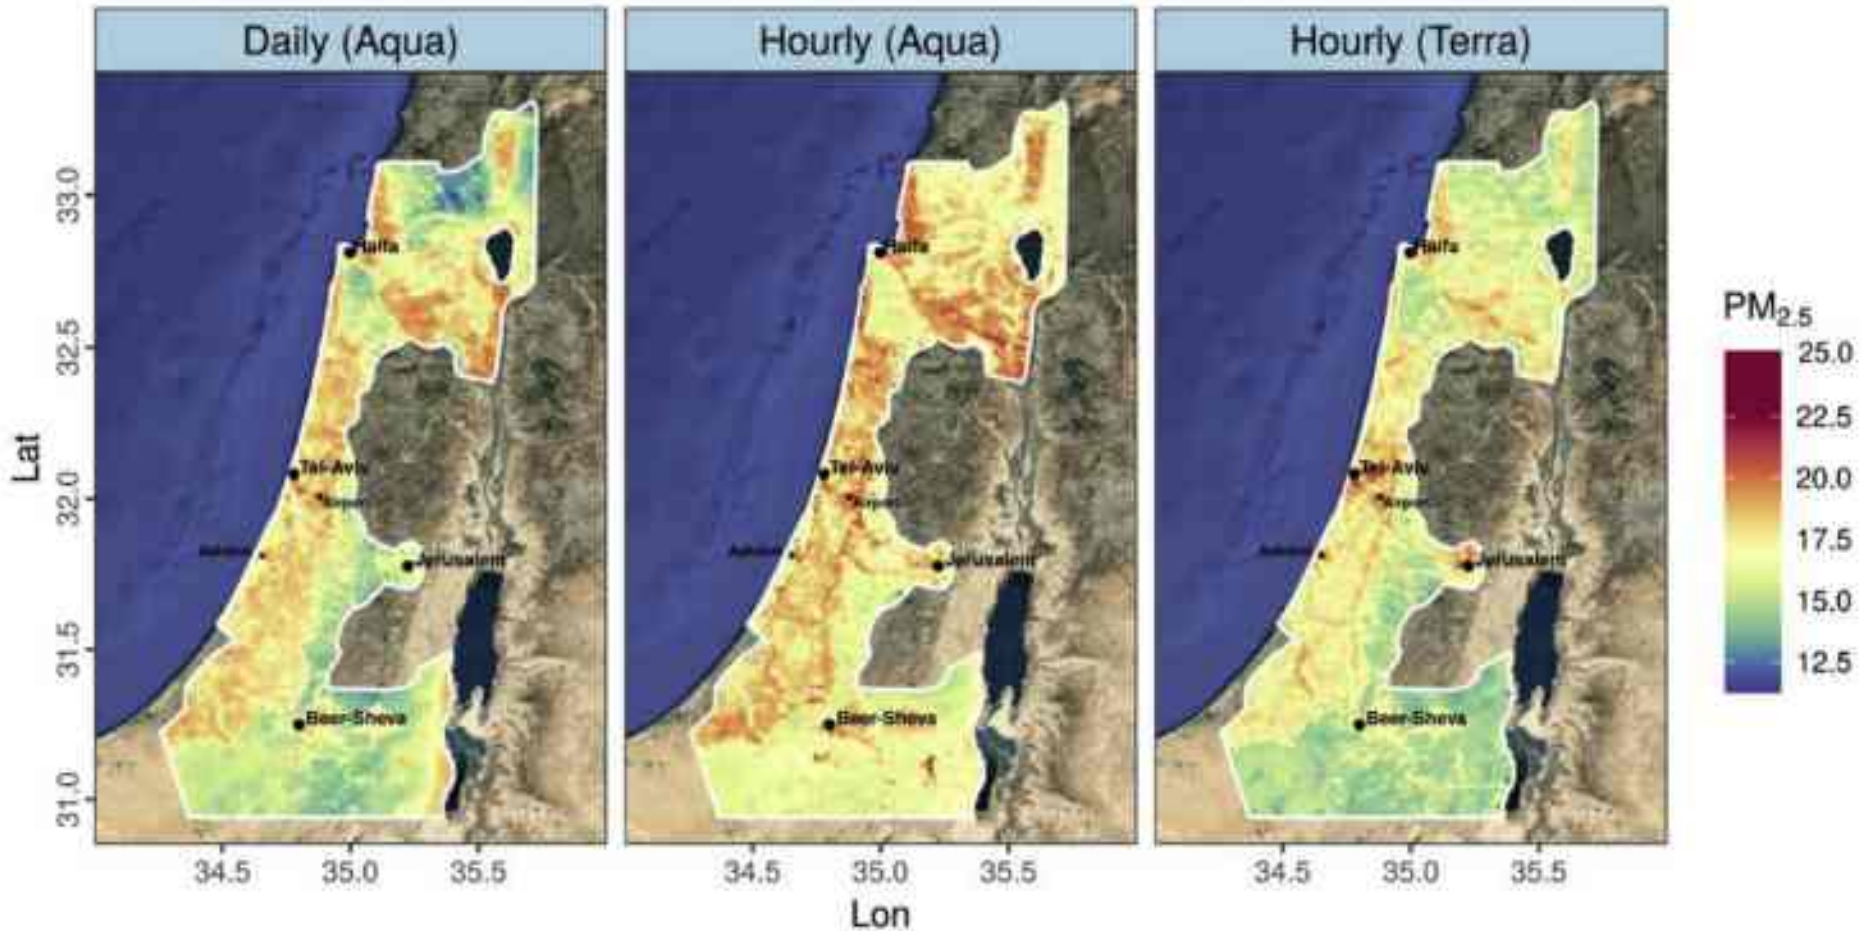 Daily (Aqua)
Hourly (Aqua)
Hourly (Terra)
Lat
33.0
32.5
32.0
31.5
31.0
Haifa
Tel-Aviv
Jerusalem
Beer-Sheva
Haifa
Tel-Aviv
Jerusalem
Beer-Sheva
Haifa
Tel-Aviv
Jerusalem
Beer-Sheva
34.5 35.0 35.5
34.5 35.0 35.5
34.5 35.0 35.5
Lon
PM2.5
25.0
22.5
20.0
17.5
15.0
12.5